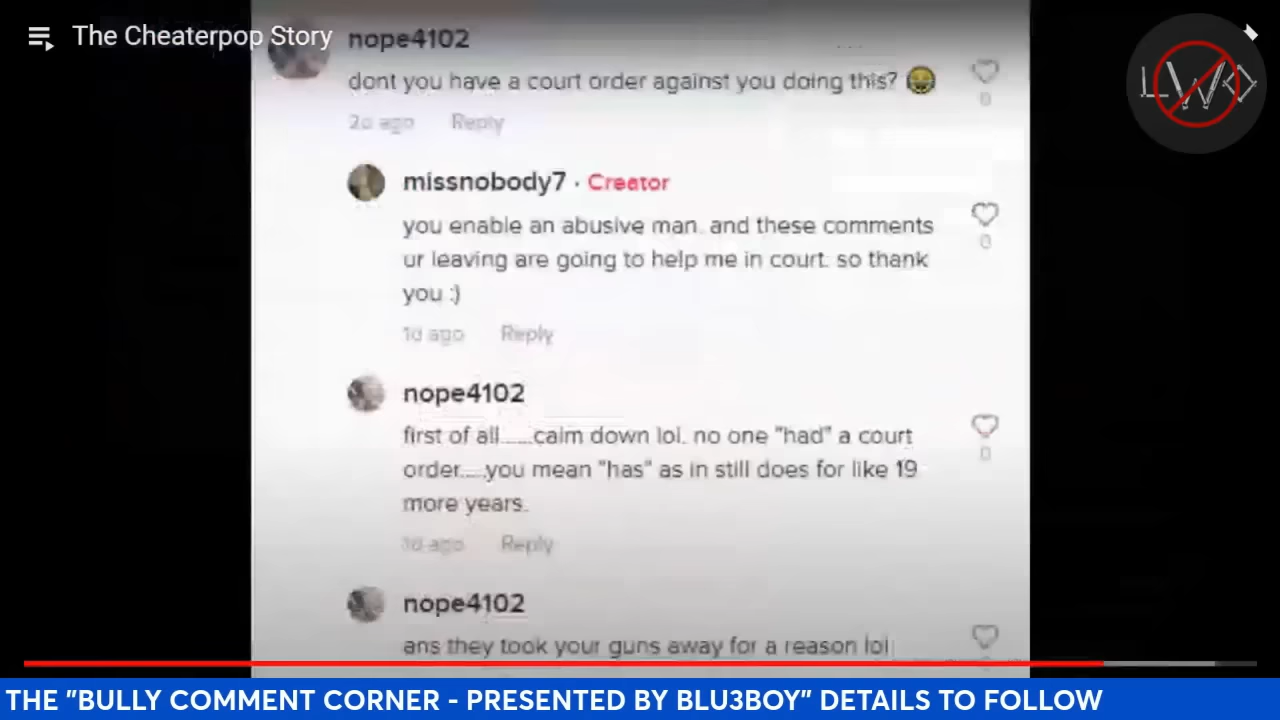 The Cheaterpop Story
nope4102
dont you have a court order against you doing this? 😂
0
2d ago Reply
missnobody7 · Creator
you enable an abusive man. and these comments
ur leaving are going to help me in court. so thank
you :)
0
1d ago Reply
nope4102
first of all......calm down lol. no one "had" a court
order.....you mean "has" as in still does for like 19
more years.
0
1d ago Reply
nope4102
ans they took your guns away for a reason lol
THE "BULLY COMMENT CORNER - PRESENTED BY BLU3BOY" DETAILS TO FOLLOW